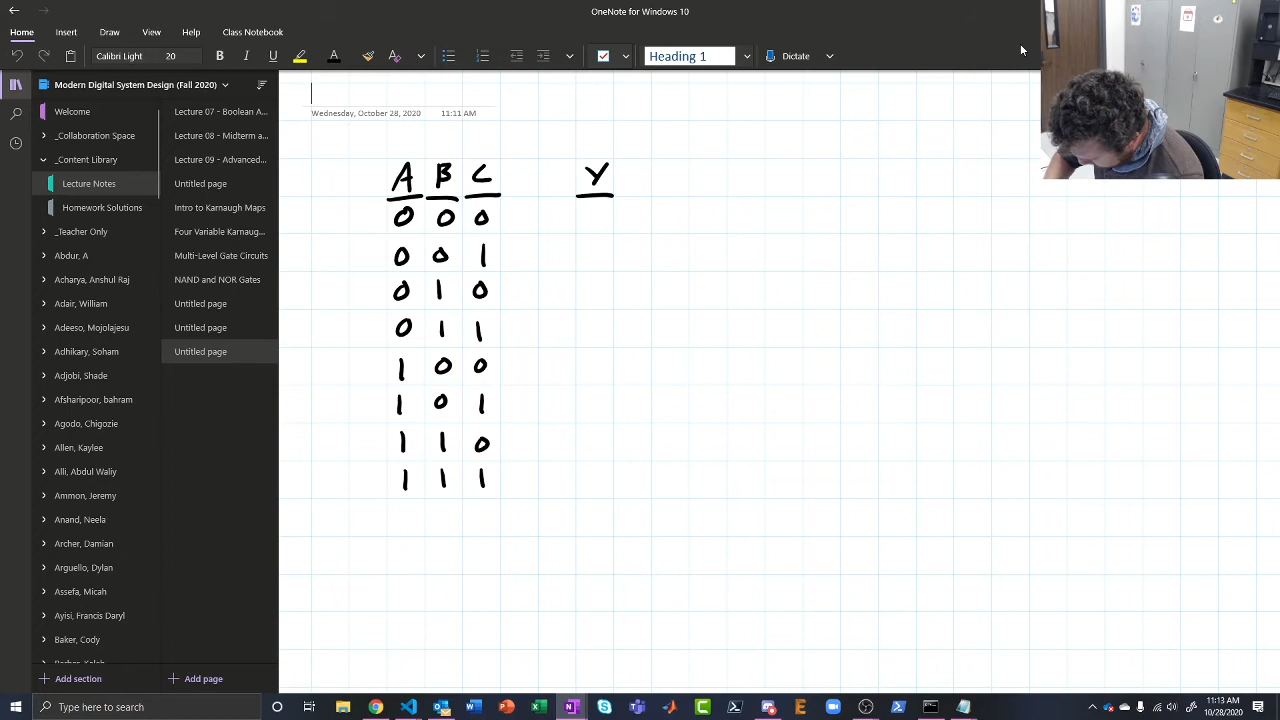 OneNote for Windows 10
Home Insert Draw View Help Class Notebook
Calibri Light 20 B I U A Heading 1 Dictate
Modern Digital System Design (Fall 2020)
Welcome
_Collaboration Space
_Content Library
Lecture Notes
Homework Solutions
_Teacher Only
Abdur, A
Acharya, Anshul Raj
Adair, William
Adeeso, Mojolajesu
Adhikary, Soham
Adjobi, Shade
Afsharipoor, bahram
Agodo, Chigozie
Allen, Kaylee
Alli, Abdul Waliy
Ammon, Jeremy
Anand, Neela
Archer, Damian
Arguello, Dylan
Assefa, Micah
Ayisi, Francis Daryl
Baker, Cody
Add section
Lecture 07 - Boolean A...
Lecture 08 - Midterm a...
Lecture 09 - Advanced...
Untitled page
Intro to Karnaugh Maps
Four Variable Karnaug...
Multi-Level Gate Circuits
NAND and NOR Gates
Untitled page
Untitled page
Untitled page
Add page
Wednesday, October 28, 2020 11:11 AM
A B C Y
0 0 0
0 0 1
0 1 0
0 1 1
1 0 0
1 0 1
1 1 0
1 1 1
Type here to search
11:13 AM
10/28/2020